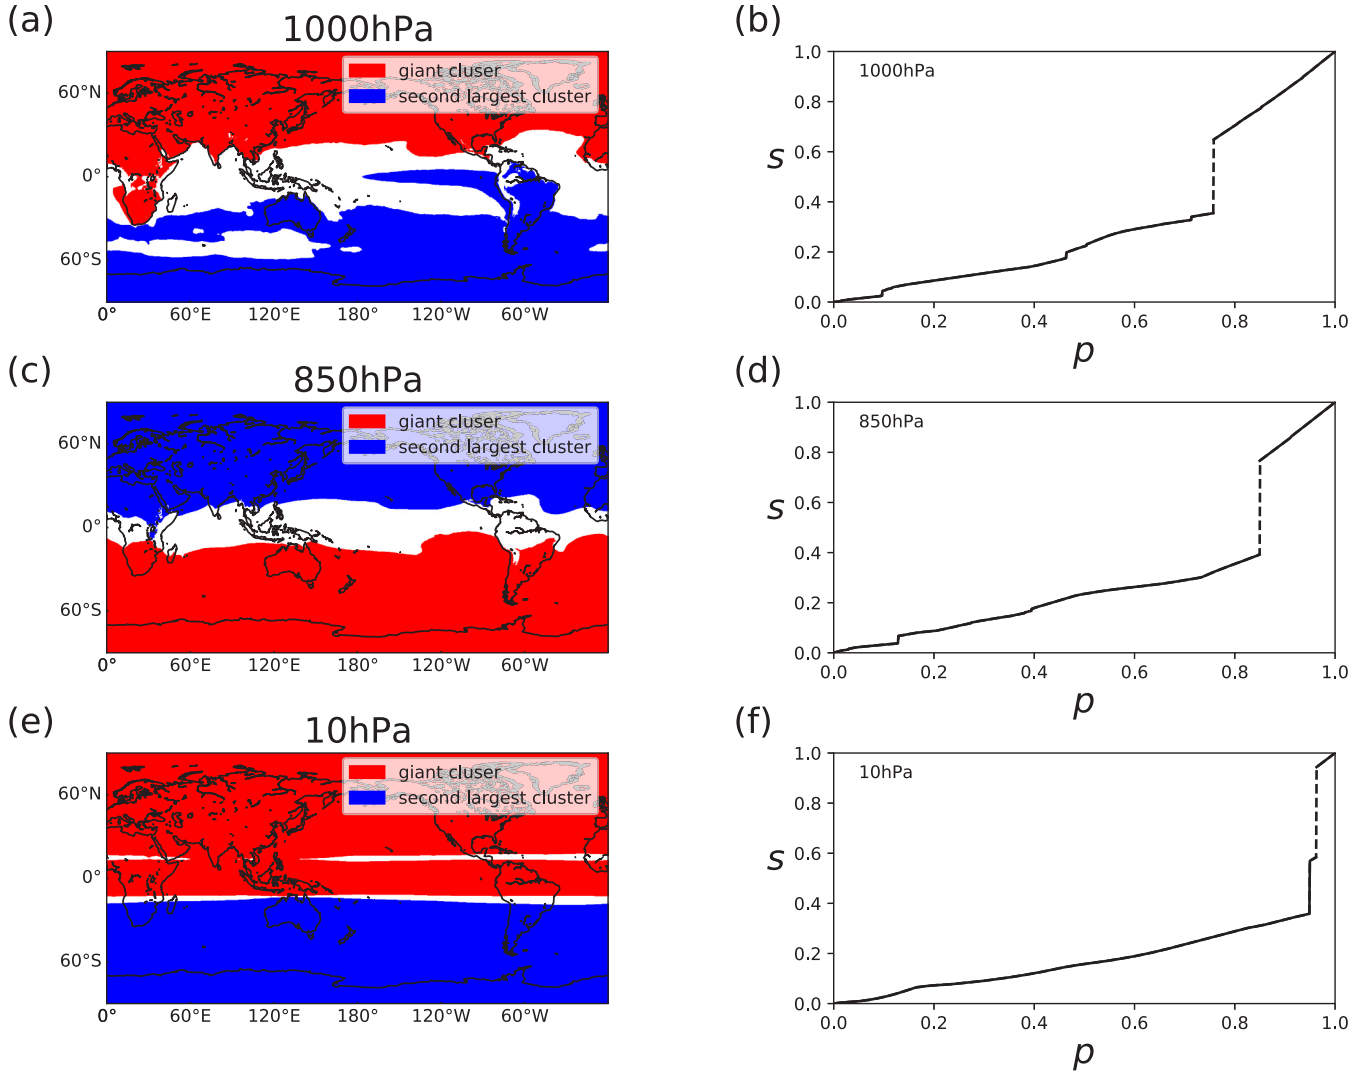 (a)
1000hPa
giant cluser
second largest cluster
60°N
0°
60°S
0° 60°E 120°E 180° 120°W 60°W
(b)
1000hPa
s
1.0
0.8
0.6
0.4
0.2
0.0
0.0 0.2 0.4 0.6 0.8 1.0
p
(c)
850hPa
giant cluser
second largest cluster
60°N
0°
60°S
0° 60°E 120°E 180° 120°W 60°W
(d)
850hPa
s
1.0
0.8
0.6
0.4
0.2
0.0
0.0 0.2 0.4 0.6 0.8 1.0
p
(e)
10hPa
giant cluser
second largest cluster
60°N
0°
60°S
0° 60°E 120°E 180° 120°W 60°W
(f)
10hPa
s
1.0
0.8
0.6
0.4
0.2
0.0
0.0 0.2 0.4 0.6 0.8 1.0
p